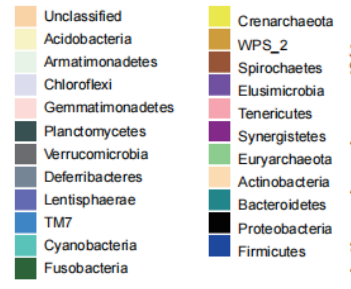 Unclassified
Acidobacteria
Armatimonadetes
Chloroflexi
Gemmatimonadetes
Planctomycetes
Verrucomicrobia
Deferribacteres
Lentisphaerae
TM7
Cyanobacteria
Fusobacteria
Crenarchaeota
WPS_2
Spirochaetes
Elusimicrobia
Tenericutes
Synergistetes
Euryarchaeota
Actinobacteria
Bacteroidetes
Proteobacteria
Firmicutes